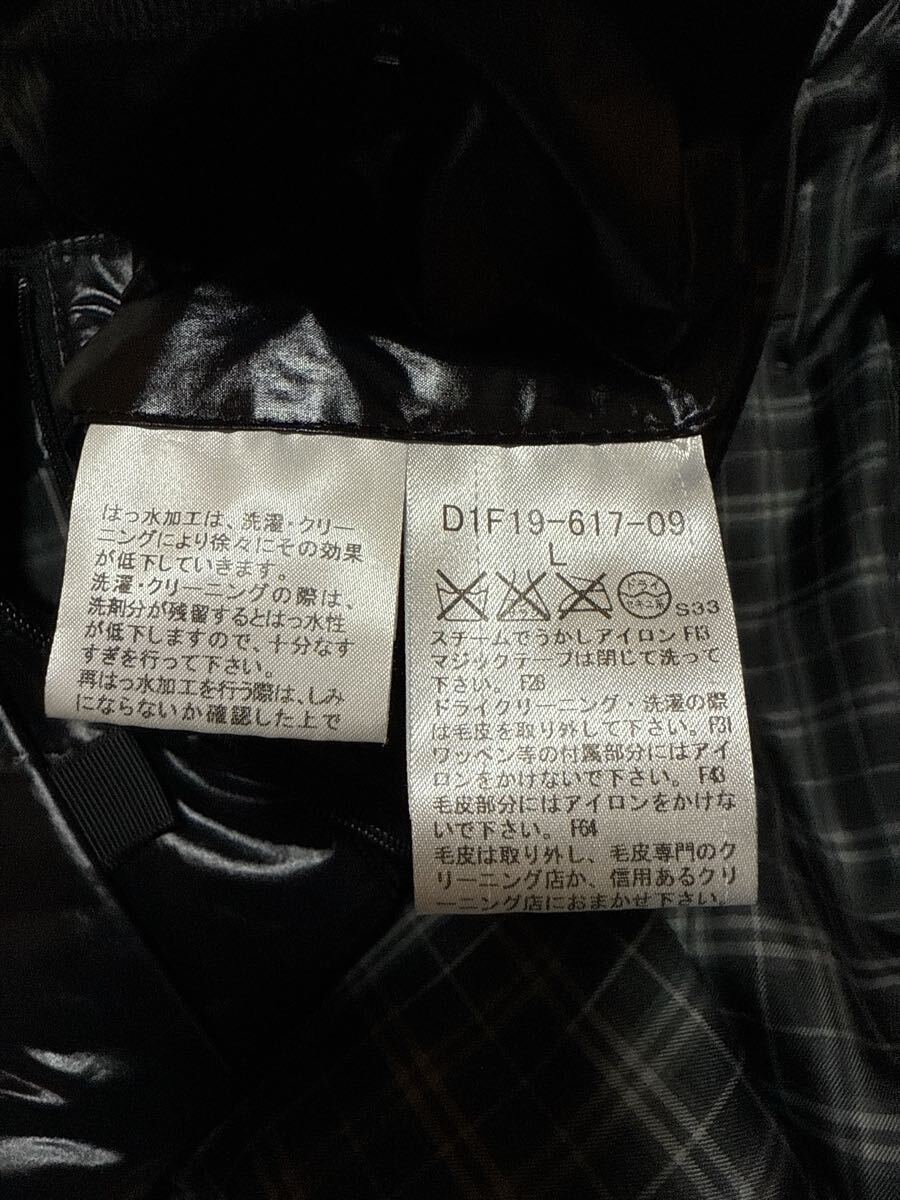 はっ水加工は、洗濯・クリー
ニングにより徐々にその効果
が低下していきます。
洗濯・クリーニングの際は、
洗剤分が残留するとはっ水性
が低下しますので、十分なす
すぎを行って下さい。
再はっ水加工を行う際は、しみ
にならないか確認した上で
D1F19-617-09
L
ドライ
セキユ系
S33
スチームでうかしアイロン F13
マジックテープは閉じて洗って
下さい。 F28
ドライクリーニング・洗濯の際
は毛皮を取り外して下さい。F31
ワッペン等の付属部分にはアイ
ロンをかけないで下さい。 F43
毛皮部分にはアイロンをかけな
いで下さい。 F64
毛皮は取り外し、毛皮専門のク
リーニング店か、信用あるクリ
ーニング店におまかせ下さい。